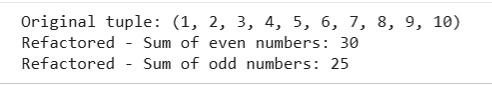 Original tuple: (1, 2, 3, 4, 5, 6, 7, 8, 9, 10)
Refactored - Sum of even numbers: 30
Refactored - Sum of odd numbers: 25